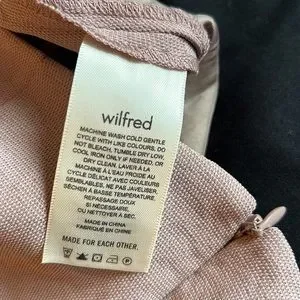 wilfred
MACHINE WASH COLD GENTLE
CYCLE WITH LIKE COLOURS, DO
NOT BLEACH, TUMBLE DRY LOW,
COOL IRON ONLY IF NEEDED. OR
DRY CLEAN. LAVER À LA
MACHINE À L'EAU FROIDE AU
CYCLE DÉLICAT AVEC COULEURS
SEMBLABLES, NE PAS JAVELISER,
SÉCHER À BASSE TEMPÉRATURE,
REPASSAGE DOUX
SI NÉCESSAIRE,
OU NETTOYER À SEC.
MADE IN CHINA
FABRIQUÉ EN CHINE
MADE FOR EACH OTHER.